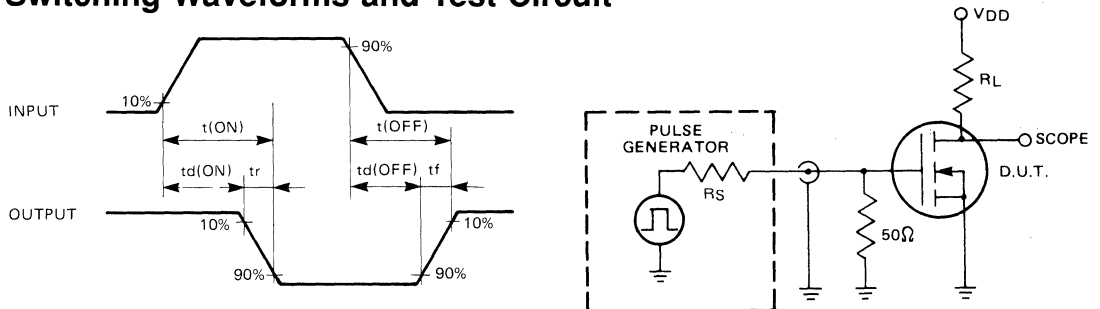 Switching Waveforms and Test Circuit
90%
INPUT
10%
t(ON)
t(OFF)
td(ON)
tr
td(OFF)
tf
OUTPUT
10%
10%
90%
90%
VDD
RL
PULSE
GENERATOR
SCOPE
RS
D.U.T.
50Ω